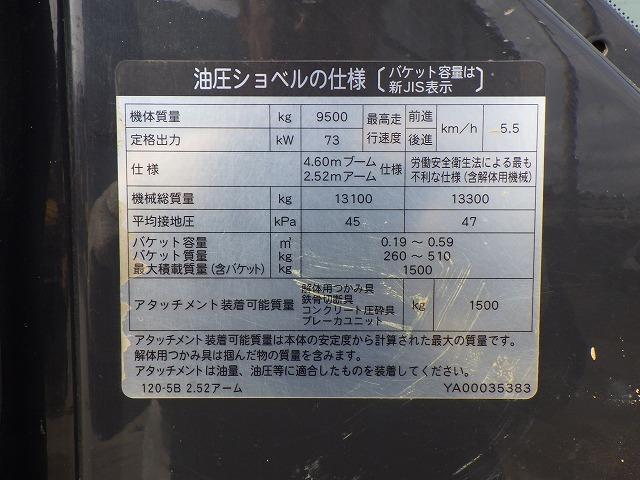 油圧ショベルの仕様〔バケット容量は新JIS表示〕
機体質量 kg 9500 最高走行速度 前進 後進 km/h 5.5
定格出力 kW 73
仕様 4.60mブーム 2.52mアーム 仕様 労働安全衛生法による最も不利な仕様(含解体用機械)
機械総質量 kg 13100 13300
平均接地圧 kPa 45 47
バケット容量 m³ 0.19~0.59
バケット質量 kg 260~510
最大積載質量(含バケット) kg 1500
アタッチメント装着可能質量 解体用つかみ具 鉄骨切断具 コンクリート圧砕具 ブレーカユニット kg 1500
アタッチメント装着可能質量は本体の安定度から計算された最大の質量です。
解体用つかみ具は掴んだ物の質量を含みます。
アタッチメントは油量、油圧等に適合したものを装着してください。
120-5B 2.52アーム YA00035383